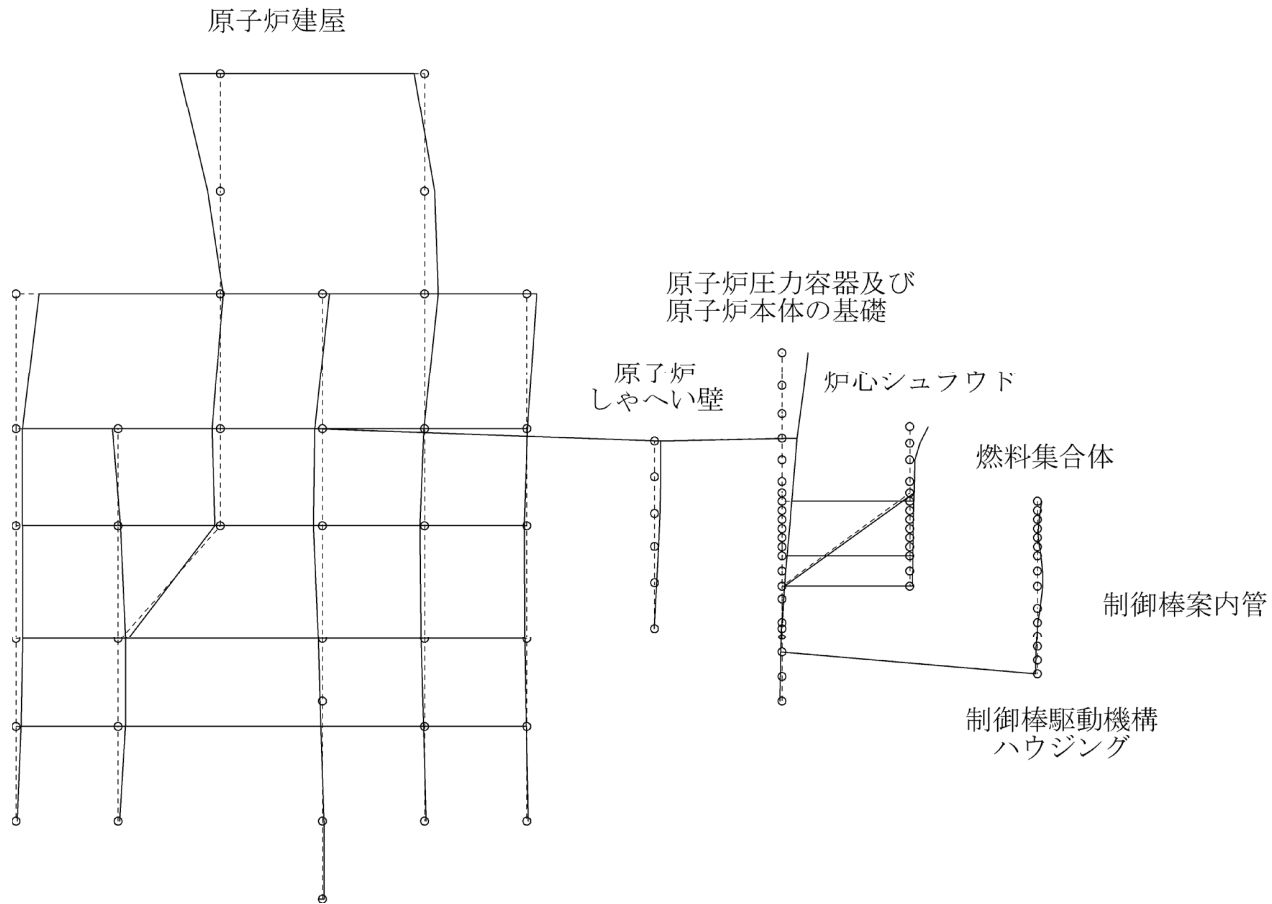 原子炉建屋
原子炉圧力容器及び
原子炉本体の基礎
原子炉
しゃへい壁
炉心シュラウド
燃料集合体
制御棒案内管
制御棒駆動機構
ハウジング